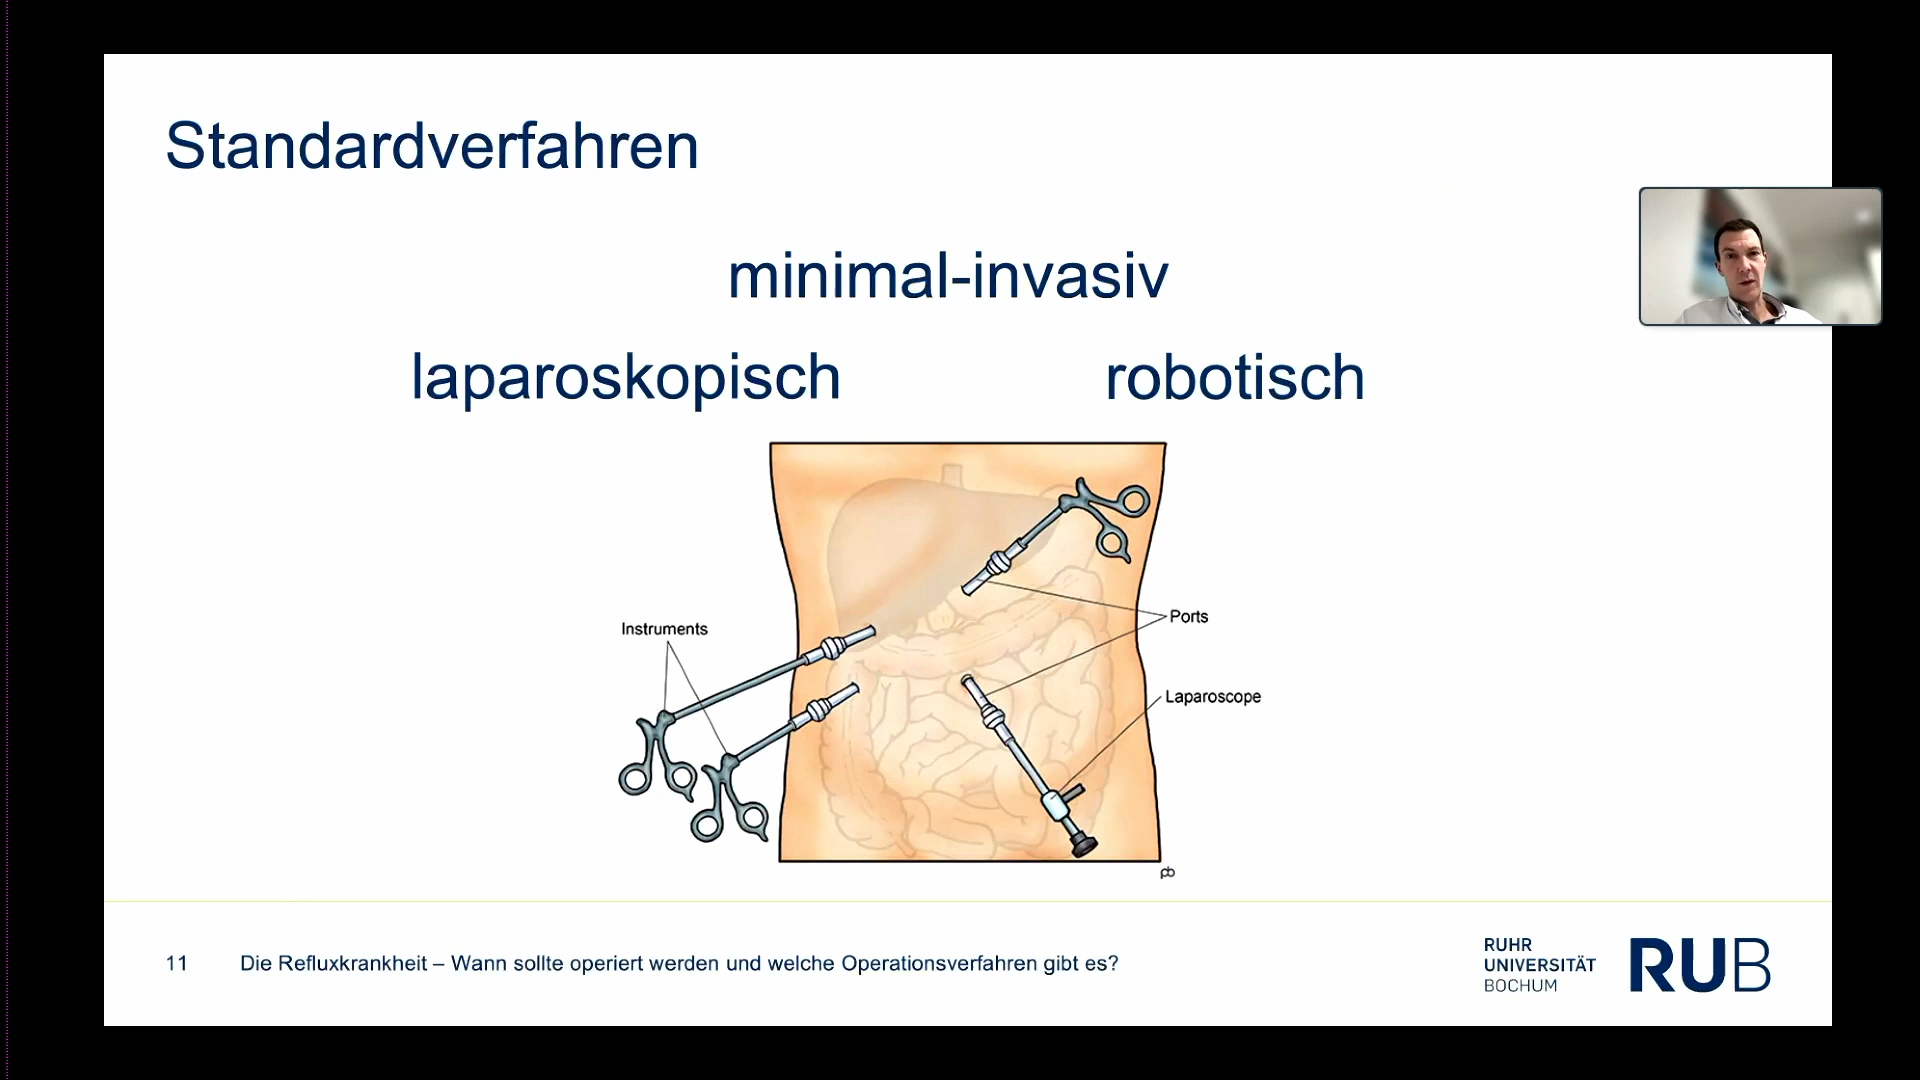 Standardverfahren
minimal-invasiv
laparoskopisch
robotisch
Instruments
Ports
Laparoscope
pb
11
Die Refluxkrankheit – Wann sollte operiert werden und welche Operationsverfahren gibt es?
RUHR
UNIVERSITÄT
BOCHUM
RUB